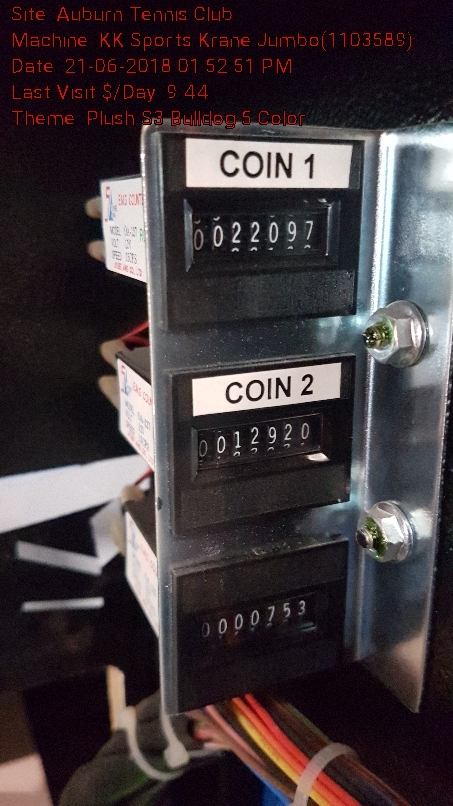 Site Auburn Tennis Club
Machine KK Sports Krane Jumbo(1103589)
Date 21-06-2018 01 52 51 PM
Last Visit $/Day 9 44
Theme Plush S3 Bulldog 5 Color
COIN 1
0022097
COIN 2
0012920
0000753